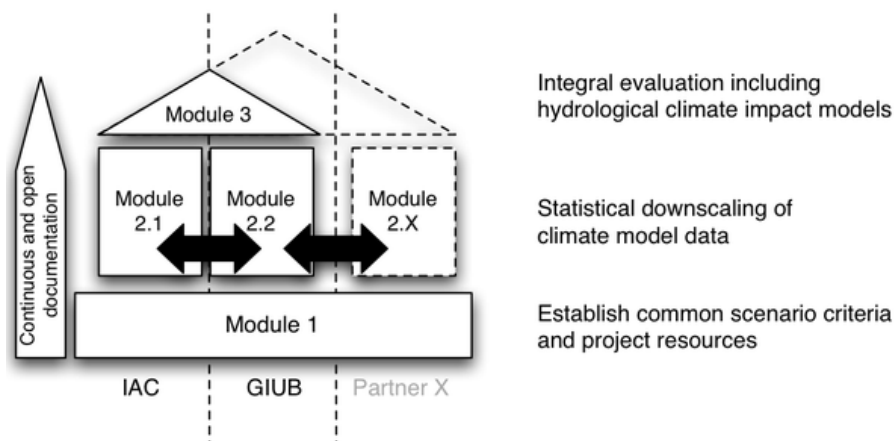 Continuous and open
documentation
Module 3
Module
2.1
Module
2.2
Module
2.X
Module 1
IAC
GIUB
Partner X
Integral evaluation including
hydrological climate impact models
Statistical downscaling of
climate model data
Establish common scenario criteria
and project resources